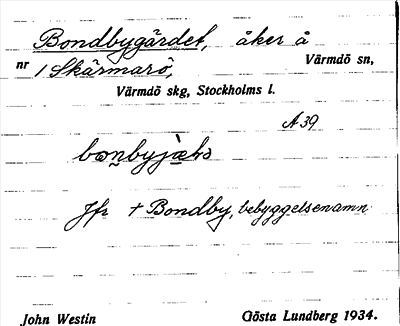 Bondbygärdet, åker å
nr 1 Skärmarö, Värmdö sn,
Värmdö skg, Stockholms l.
A 39
Jfr + Bondby, bebyggelsenamn
John Westin Gösta Lundberg 1934.